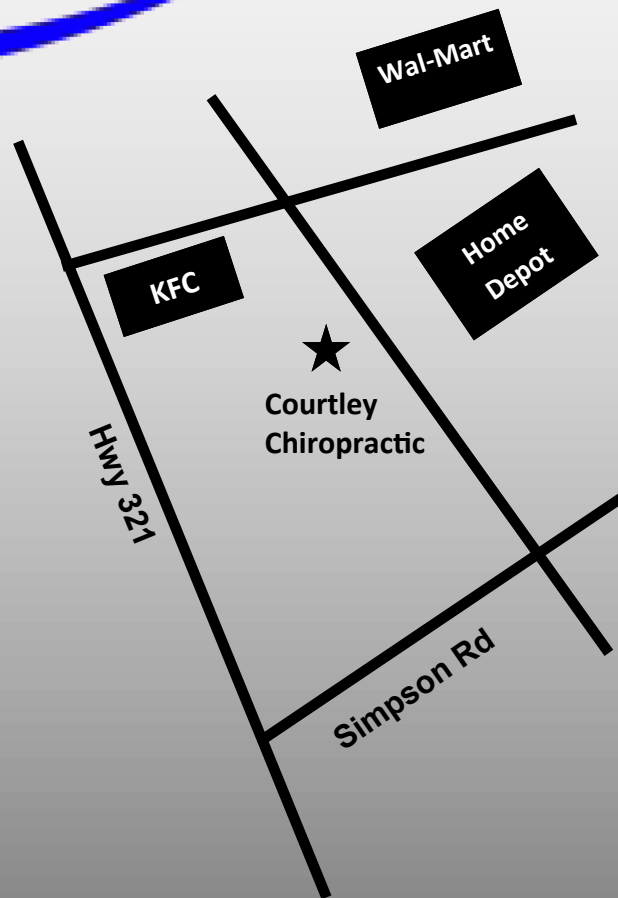 Wal-Mart
Home
Depot
KFC
Courtley
Chiropractic
Hwy 321
Simpson Rd